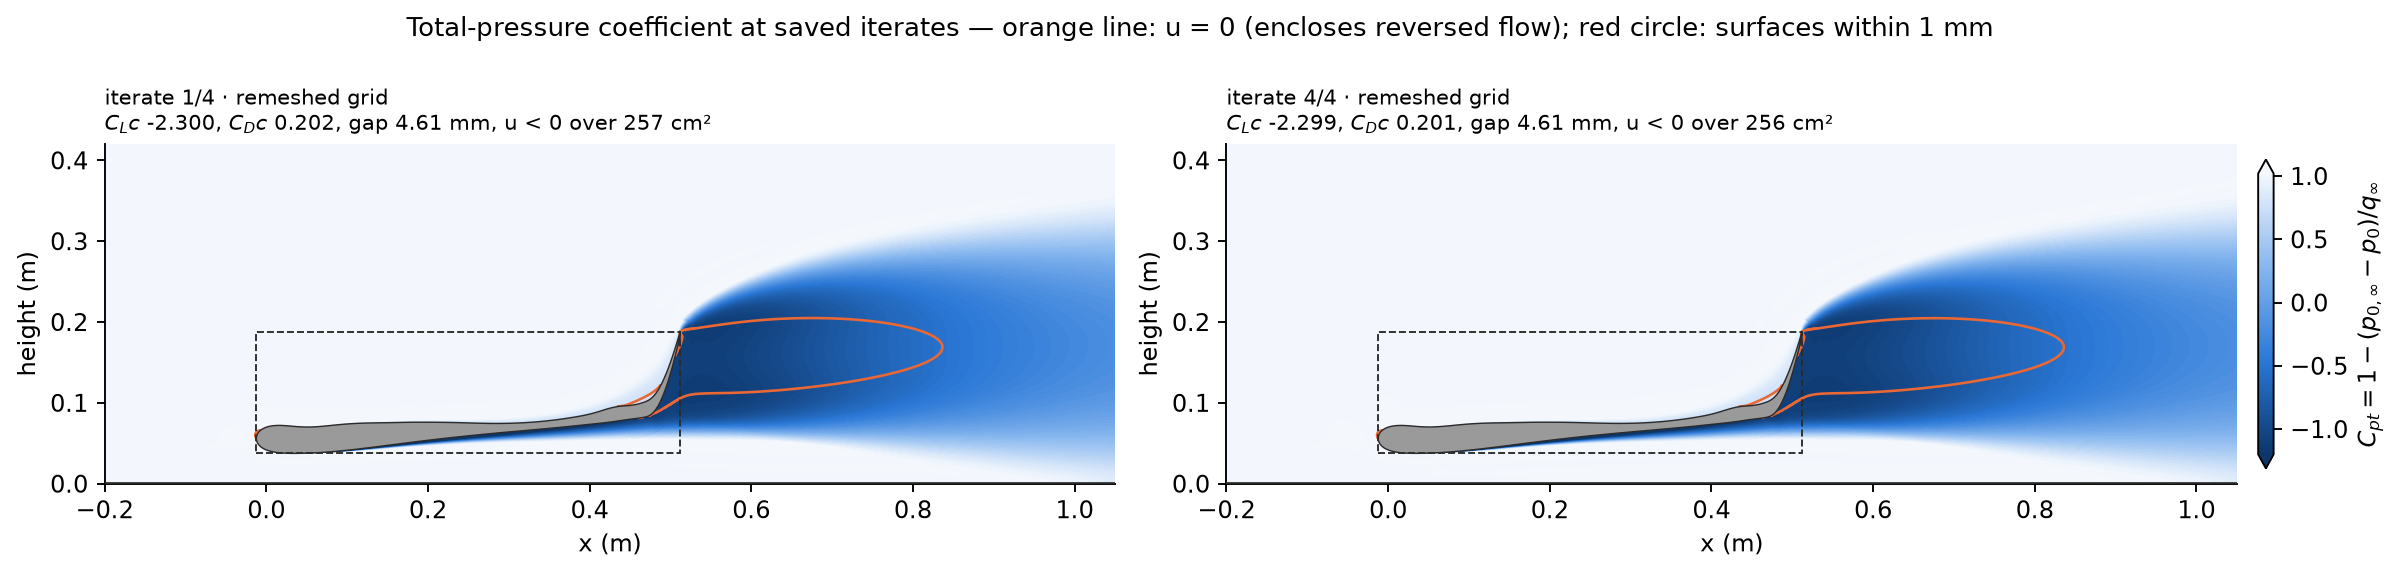 Total-pressure coefficient at saved iterates — orange line: u = 0 (encloses reversed flow); red circle: surfaces within 1 mm
iterate 1/4 · remeshed grid
C_Lc -2.300, C_Dc 0.202, gap 4.61 mm, u < 0 over 257 cm²
0.4
0.3
0.2
0.1
0.0
height (m)
−0.2
0.0
0.2
0.4
0.6
0.8
1.0
x (m)
iterate 4/4 · remeshed grid
C_Lc -2.299, C_Dc 0.201, gap 4.61 mm, u < 0 over 256 cm²
0.4
0.3
0.2
0.1
0.0
height (m)
−0.2
0.0
0.2
0.4
0.6
0.8
1.0
x (m)
1.0
0.5
0.0
−0.5
−1.0
C_pt = 1 − (p_0,∞ − p_0)/q_∞